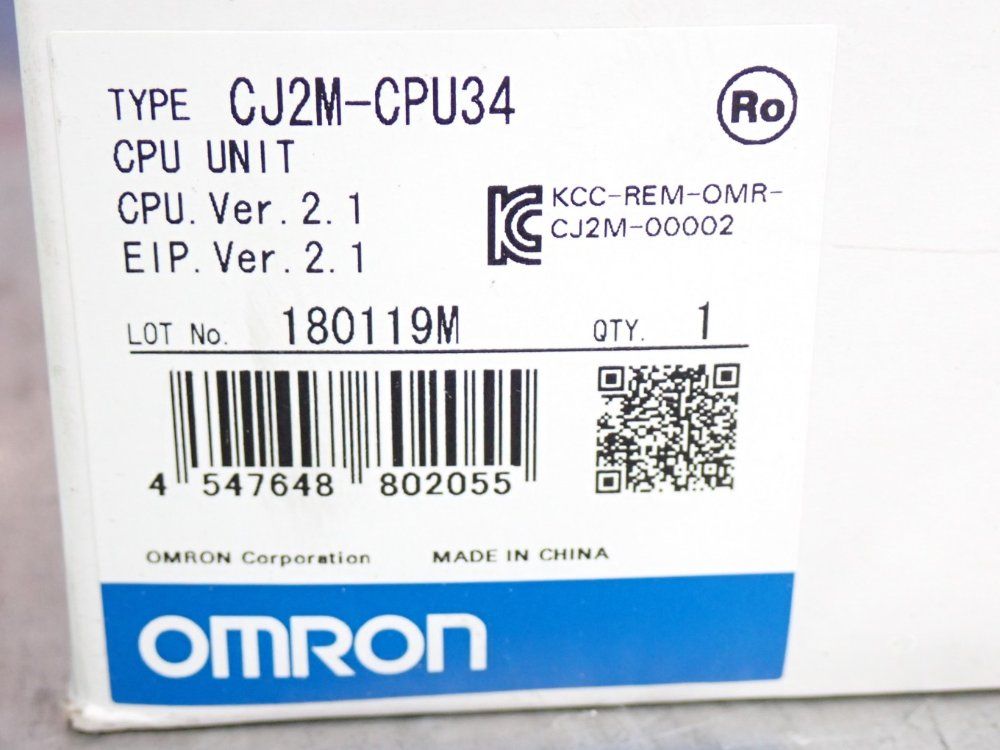 TYPE CJ2M-CPU34
Ro
CPU UNIT
CPU. Ver. 2.1
EIP. Ver. 2.1
KC
KCC-REM-OMR-
CJ2M-00002
LOT No. 180119M QTY. 1
4 547648 802055
OMRON Corporation MADE IN CHINA
OMRON